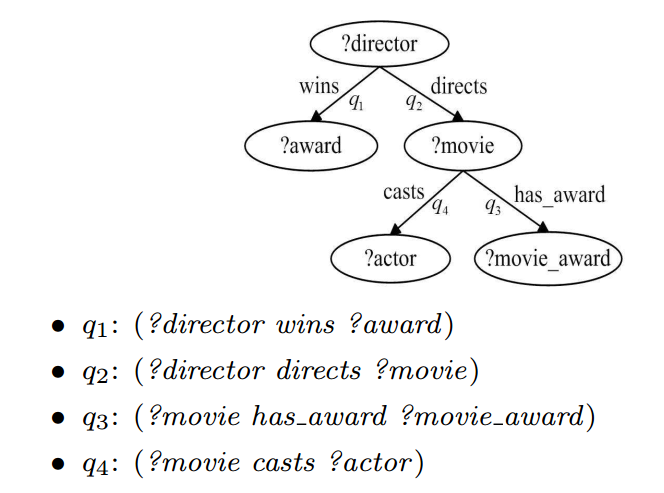 ?director
wins directs
q1 q2
?award ?movie
casts has_award
q4 q3
?actor ?movie_award
• q1: (?director wins ?award)
• q2: (?director directs ?movie)
• q3: (?movie has_award ?movie_award)
• q4: (?movie casts ?actor)